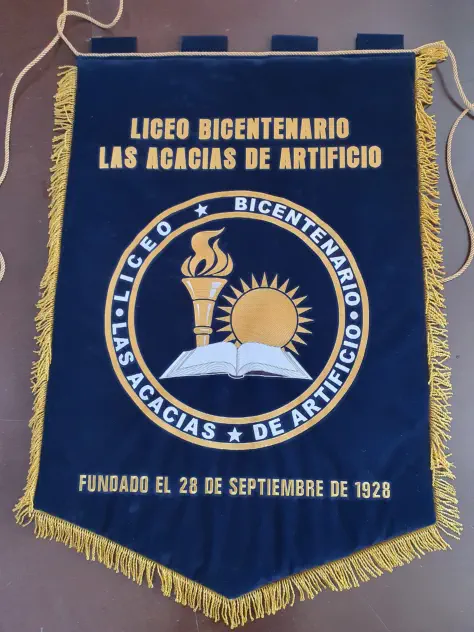 LICEO BICENTENARIO
LAS ACACIAS DE ARTIFICIO
LICEO ★ BICENTENARIO
• LAS ACACIAS ★ DE ARTIFICIO •
FUNDADO EL 28 DE SEPTIEMBRE DE 1928